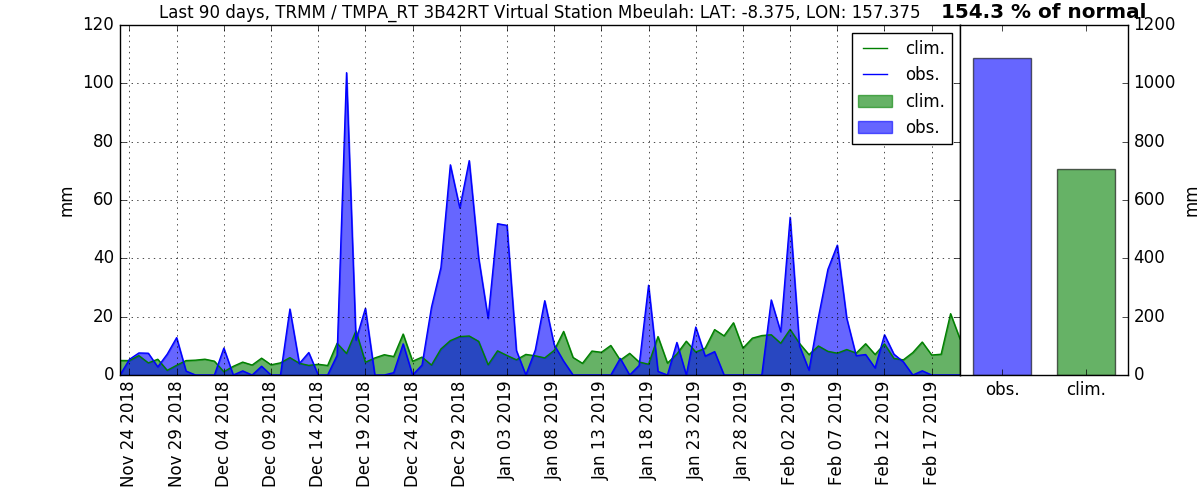 Last 90 days, TRMM / TMPA_RT 3B42RT Virtual Station Mbeulah: LAT: -8.375, LON: 157.375
154.3 % of normal
120
100
80
60
40
20
0
mm
clim.
obs.
clim.
obs.
Nov 24 2018
Nov 29 2018
Dec 04 2018
Dec 09 2018
Dec 14 2018
Dec 19 2018
Dec 24 2018
Dec 29 2018
Jan 03 2019
Jan 08 2019
Jan 13 2019
Jan 18 2019
Jan 23 2019
Jan 28 2019
Feb 02 2019
Feb 07 2019
Feb 12 2019
Feb 17 2019
1200
1000
800
600
400
200
0
mm
obs.
clim.